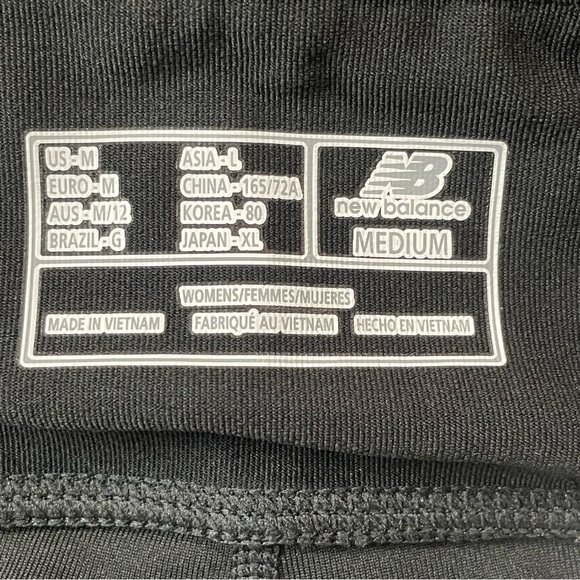 US - M
EURO - M
AUS - M/12
BRAZIL - G
ASIA - L
CHINA - 165/72A
KOREA - 80
JAPAN - XL
NB
new balance
MEDIUM
WOMENS/FEMMES/MUJERES
MADE IN VIETNAM FABRIQUÉ AU VIETNAM HECHO EN VIETNAM